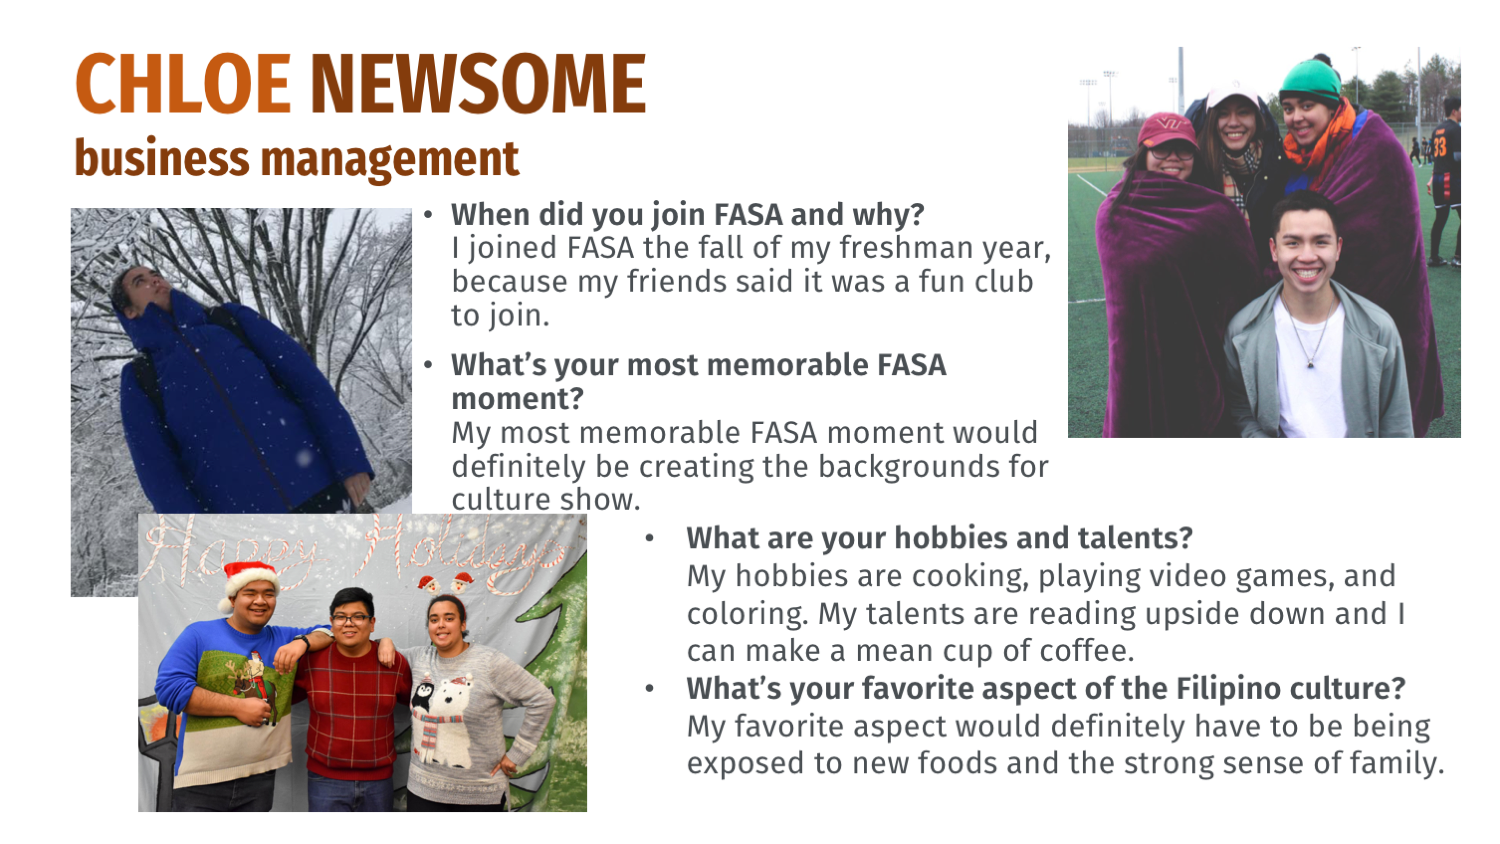 CHLOE NEWSOME
business management
• When did you join FASA and why?
I joined FASA the fall of my freshman year,
because my friends said it was a fun club
to join.
• What’s your most memorable FASA
moment?
My most memorable FASA moment would
definitely be creating the backgrounds for
culture show.
• What are your hobbies and talents?
My hobbies are cooking, playing video games, and
coloring. My talents are reading upside down and I
can make a mean cup of coffee.
• What’s your favorite aspect of the Filipino culture?
My favorite aspect would definitely have to be being
exposed to new foods and the strong sense of family.
Happy Holidays
33